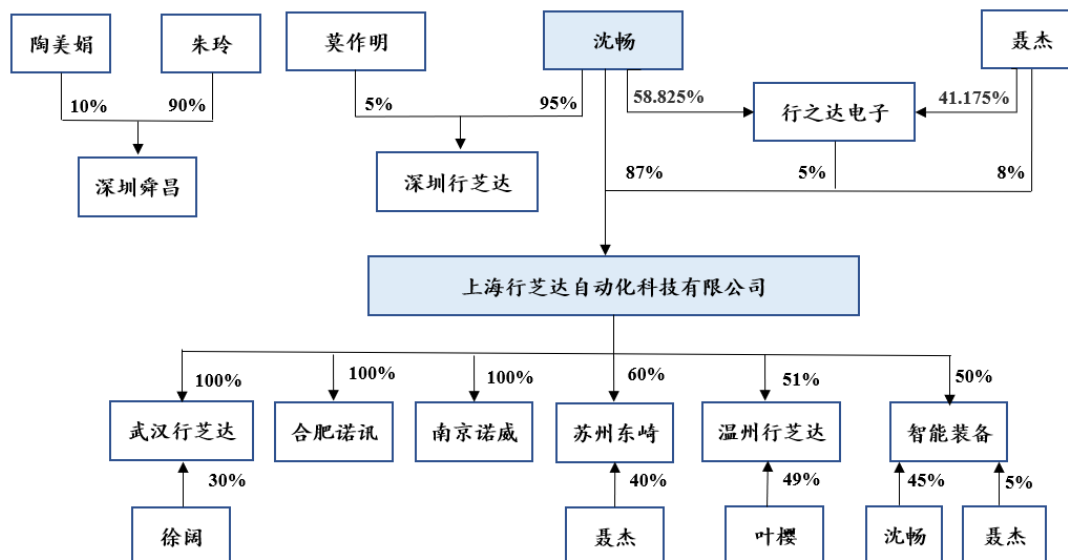 陶美娟
朱玲
莫作明
沈畅
聂杰
10%
90%
5%
95%
58.825%
41.175%
行之达电子
深圳舜昌
深圳行芝达
87%
5%
8%
上海行芝达自动化科技有限公司
100%
100%
100%
60%
51%
50%
武汉行芝达
合肥诺讯
南京诺威
苏州东崎
温州行芝达
智能装备
30%
40%
49%
45%
5%
徐阔
聂杰
叶樱
沈畅
聂杰